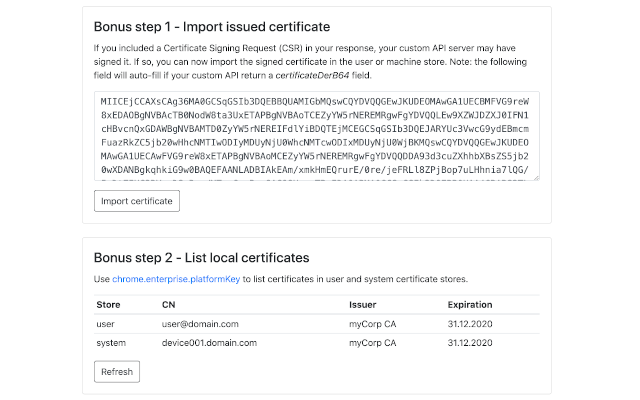 Bonus step 1 - Import issued certificate
If you included a Certificate Signing Request (CSR) in your response, your custom API server may have
signed it. If so, you can now import the signed certificate in the user or machine store. Note: the following
field will auto-fill if your custom API return a certificateDerB64 field.
MIICEjCCAXsCAg36MA0GCSqGSIb3DQEBBQUAMIGbMQswCQYDVQQGEwJKUDEOMAwGA1UECBMFVG9reW
8xEDAOBgNVBAcTB0NodW8ta3UxETAPBgNVBAoTCEZyYW5rNEREMRgwFgYDVQQLEw9XZWJDZXJ0IFN1
cHBvcnQxGDAWBgNVBAMTD0ZyYW5rNEREIFdlYiBDQTEjMCEGCSqGSIb3DQEJARYUc3VwcG9ydEBmcm
FuazRkZC5jb20wHhcNMTIwODIyMDUyNjU0WhcNMTcwODIxMDUyNjU0WjBKMQswCQYDVQQGEwJKUDEO
MAwGA1UECAwFVG9reW8xETAPBgNVBAoMCEZyYW5rNEREMRgwFgYDVQQDDA93d3cuZXhhbXBsZS5jb2
0wXDANBgkqhkiG9w0BAQEFAANLADBIAkEAm/xmkHmEQrurE/0re/jeFRLl8ZPjBop7uLHhnia7lQG/
Import certificate
Bonus step 2 - List local certificates
Use chrome.enterprise.platformKey to list certificates in user and system certificate stores.
Store CN Issuer Expiration
user user@domain.com myCorp CA 31.12.2020
system device001.domain.com myCorp CA 31.12.2020
Refresh